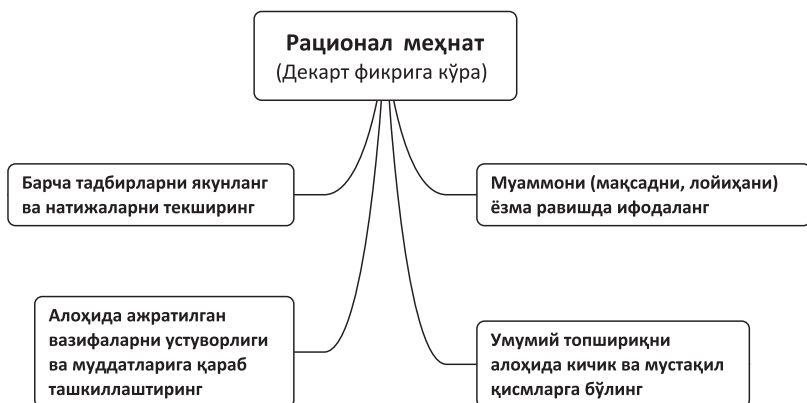 Рационал меҳнат
(Декарт фикрига кўра)
Барча тадбирларни якунланг
ва натижаларни текширинг
Муаммони (мақсадни, лойиҳани)
ёзма равишда ифодаланг
Алоҳида ажратилган
вазифаларни устуворлиги
ва муддатларига қараб
ташкиллаштиринг
Умумий топшириқни
алоҳида кичик ва мустақил
қисмларга бўлинг